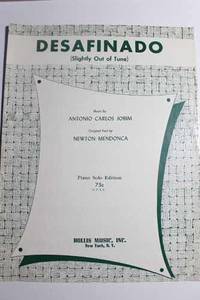 DESAFINADO
(Slightly Out of Tune)
Music by
ANTONIO CARLOS JOBIM
Original Text by
NEWTON MENDONCA
Piano Solo Edition
75c
HOLLIS MUSIC, INC.
New York, N. Y.